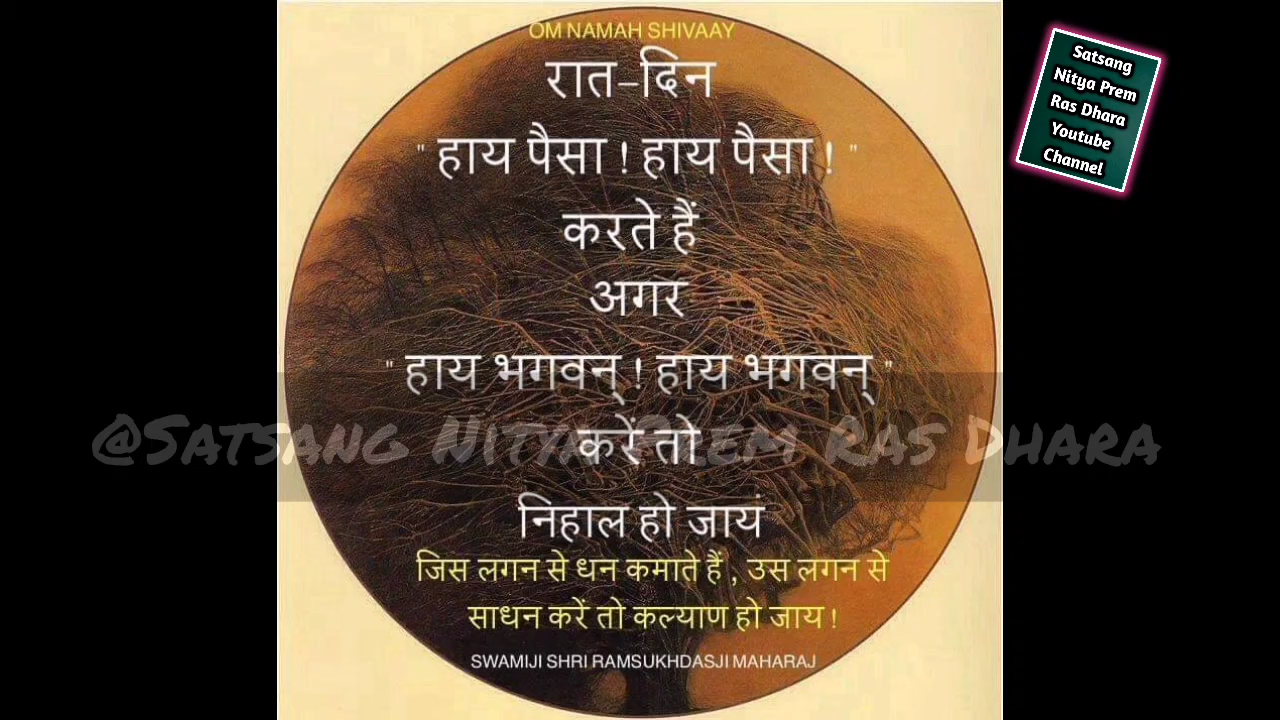 OM NAMAH SHIVAAY
रात–दिन
" हाय पैसा ! हाय पैसा ! "
करते हैं
अगर
" हाय भगवन् ! हाय भगवन् "
करें तो
निहाल हो जायं
जिस लगन से धन कमाते हैं , उस लगन से
साधन करें तो कल्याण हो जाय !
SWAMIJI SHRI RAMSUKHDASJI MAHARAJ
@Satsang Nitya Prem Ras Dhara
Satsang
Nitya Prem
Ras Dhara
Youtube
Channel